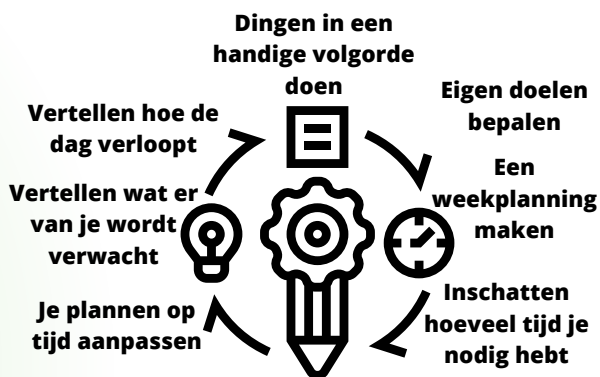 Dingen in een
handige volgorde
doen
Eigen doelen
bepalen
Een
weekplanning
maken
Inschatten
hoeveel tijd je
nodig hebt
Je plannen op
tijd aanpassen
Vertellen wat er
van je wordt
verwacht
Vertellen hoe de
dag verloopt